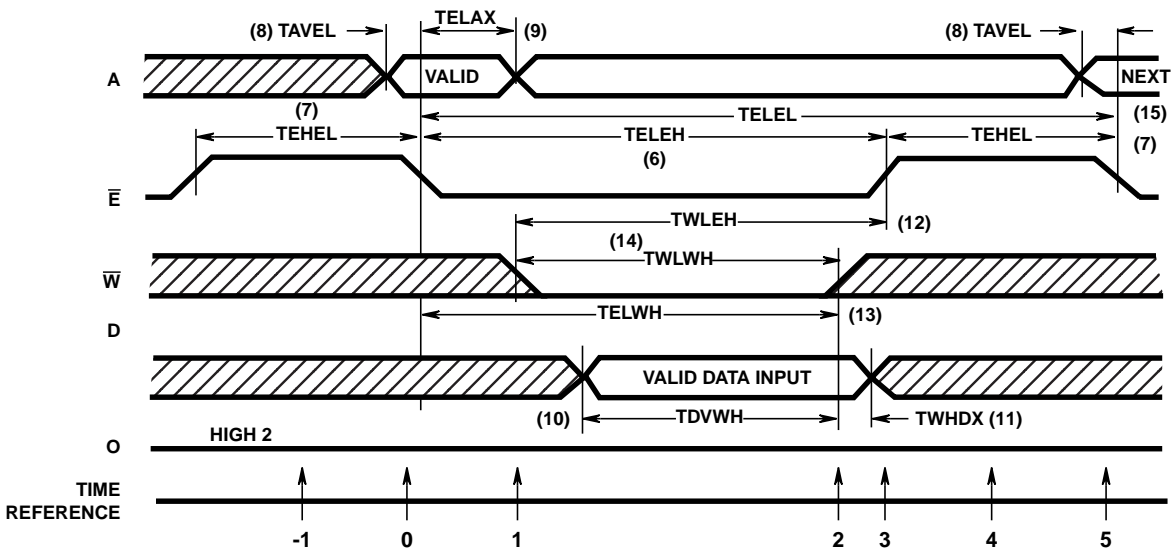 TELAX
(8) TAVEL
(9)
(8) TAVEL
A
VALID
NEXT
(7)
TELEL
(15)
TEHEL
TELEH
TEHEL
(7)
(6)
E
TWLEH
(12)
(14)
W
TWLWH
TELWH
(13)
D
VALID DATA INPUT
(10)
TDVWH
TWHDX (11)
HIGH 2
O
TIME
REFERENCE
-1 0 1 2 3 4 5